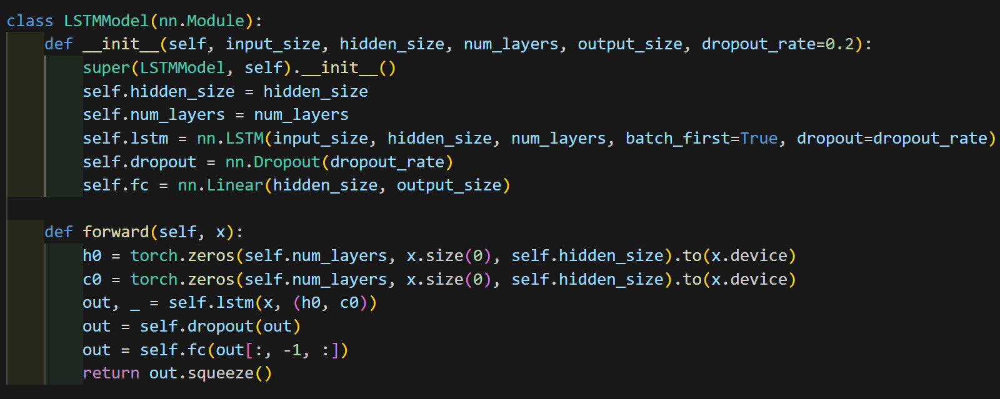 class LSTMModel(nn.Module):
    def __init__(self, input_size, hidden_size, num_layers, output_size, dropout_rate=0.2):
        super(LSTMModel, self).__init__()
        self.hidden_size = hidden_size
        self.num_layers = num_layers
        self.lstm = nn.LSTM(input_size, hidden_size, num_layers, batch_first=True, dropout=dropout_rate)
        self.dropout = nn.Dropout(dropout_rate)
        self.fc = nn.Linear(hidden_size, output_size)

    def forward(self, x):
        h0 = torch.zeros(self.num_layers, x.size(0), self.hidden_size).to(x.device)
        c0 = torch.zeros(self.num_layers, x.size(0), self.hidden_size).to(x.device)
        out, _ = self.lstm(x, (h0, c0))
        out = self.dropout(out)
        out = self.fc(out[:, -1, :])
        return out.squeeze()